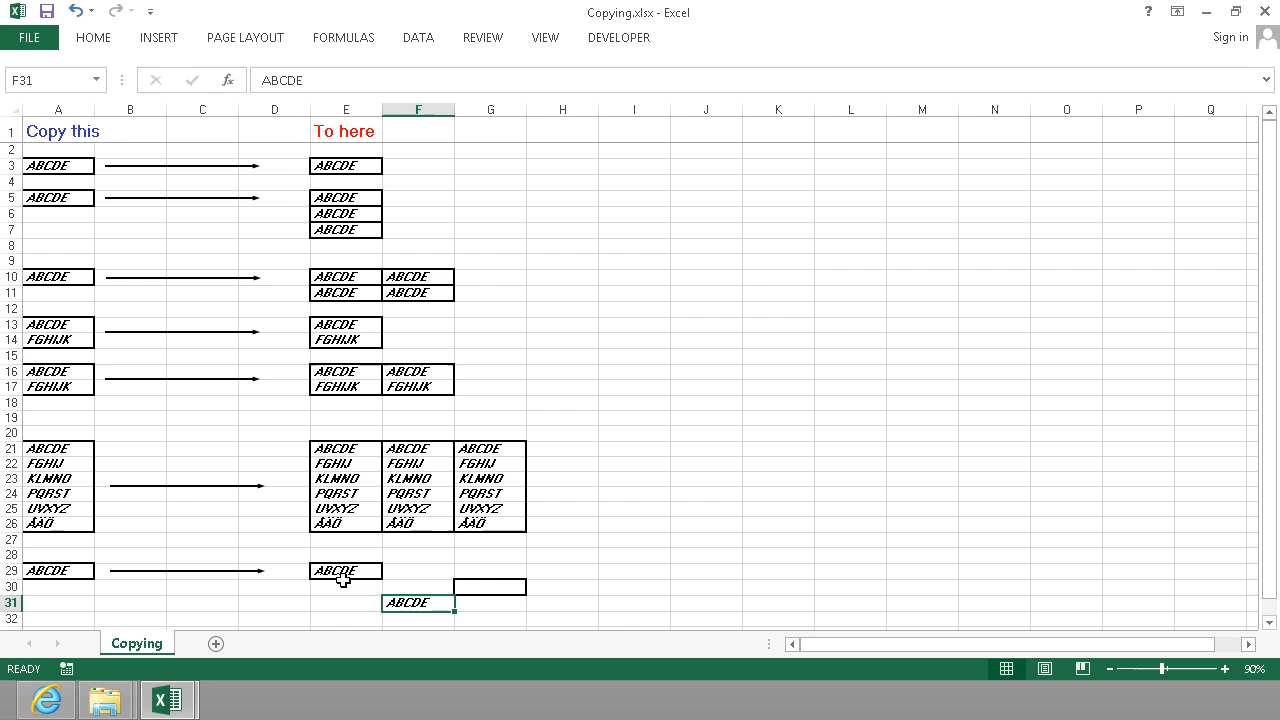 Copying.xlsx - Excel
FILE HOME INSERT PAGE LAYOUT FORMULAS DATA REVIEW VIEW DEVELOPER Sign in
F31 fx ABCDE
A B C D E F G H I J K L M N O P Q
1 Copy this To here
2
3 ABCDE ABCDE
4
5 ABCDE ABCDE
6 ABCDE
7 ABCDE
8
9
10 ABCDE ABCDE ABCDE
11 ABCDE ABCDE
12
13 ABCDE ABCDE
14 FGHIJK FGHIJK
15
16 ABCDE ABCDE ABCDE
17 FGHIJK FGHIJK FGHIJK
18
19
20
21 ABCDE ABCDE ABCDE ABCDE
22 FGHIJ FGHIJ FGHIJ FGHIJ
23 KLMNO KLMNO KLMNO KLMNO
24 PQRST PQRST PQRST PQRST
25 UVXYZ UVXYZ UVXYZ UVXYZ
26 ÅÄÖ ÅÄÖ ÅÄÖ ÅÄÖ
27
28
29 ABCDE ABCDE
30
31 ABCDE
32
Copying
READY 90%